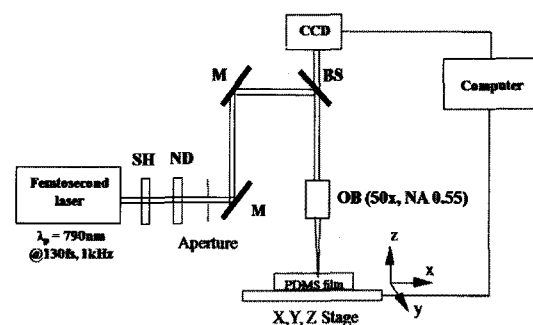 CCD
M
BS
Computer
SH
ND
Femtosecond
laser
M
OB (50x, NA 0.55)
λp = 790nm
@130fs, 1kHz
Aperture
z
x
PDMS film
y
X,Y, Z Stage